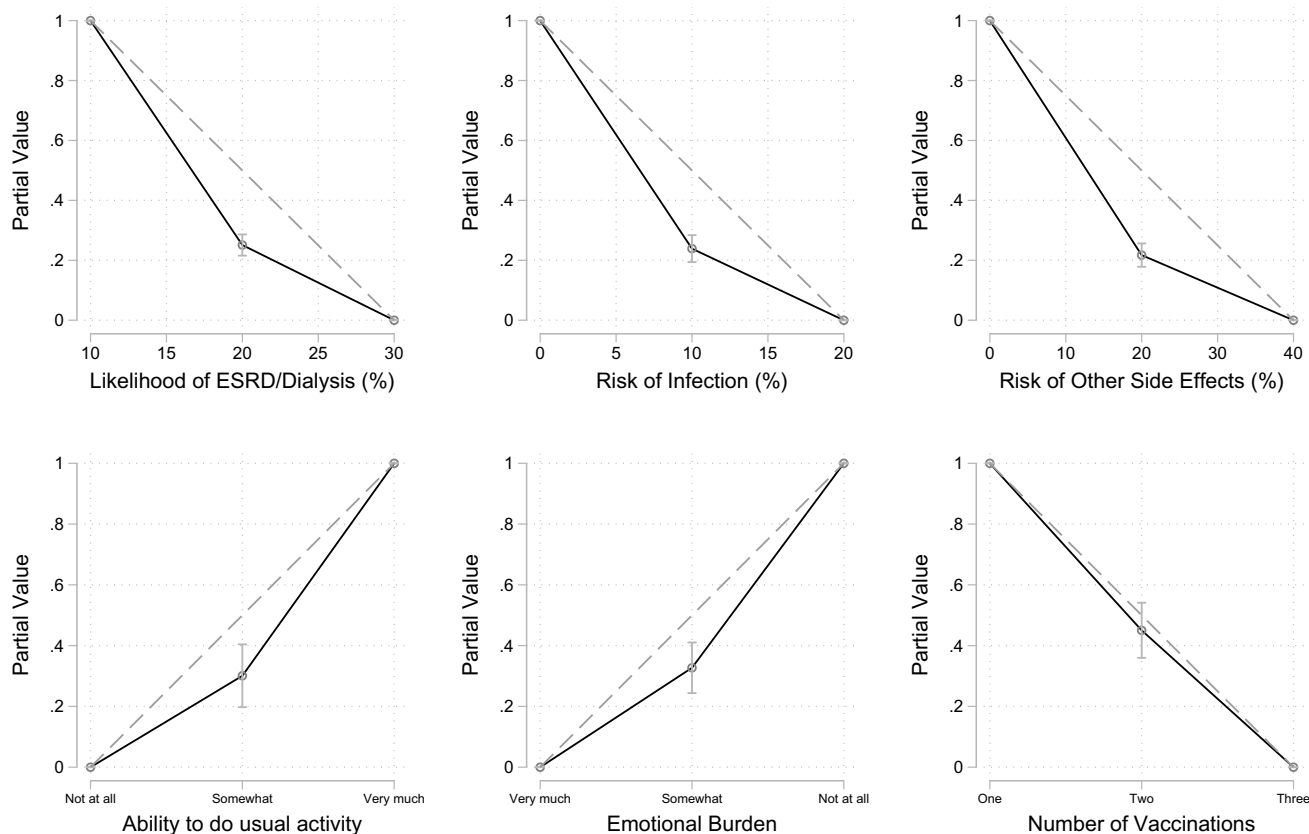 Partial Value
1
.8
.6
.4
.2
0
10 15 20 25 30
Likelihood of ESRD/Dialysis (%)
Partial Value
1
.8
.6
.4
.2
0
0 5 10 15 20
Risk of Infection (%)
Partial Value
1
.8
.6
.4
.2
0
0 10 20 30 40
Risk of Other Side Effects (%)
Partial Value
1
.8
.6
.4
.2
0
Not at all Somewhat Very much
Ability to do usual activity
Partial Value
1
.8
.6
.4
.2
0
Very much Somewhat Not at all
Emotional Burden
Partial Value
1
.8
.6
.4
.2
0
One Two Three
Number of Vaccinations